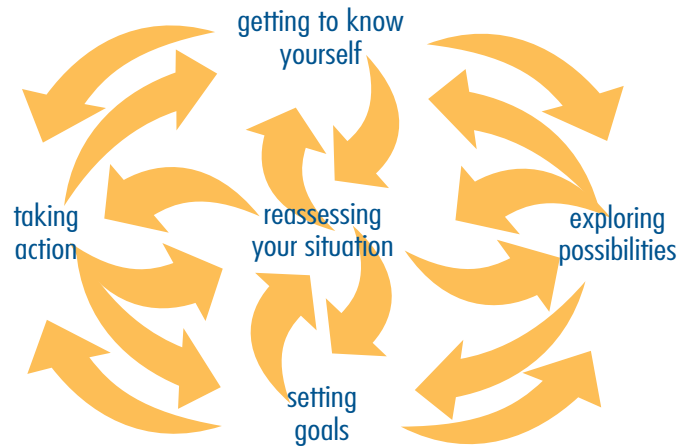 getting to know
yourself
taking
action
reassessing
your situation
exploring
possibilities
setting
goals